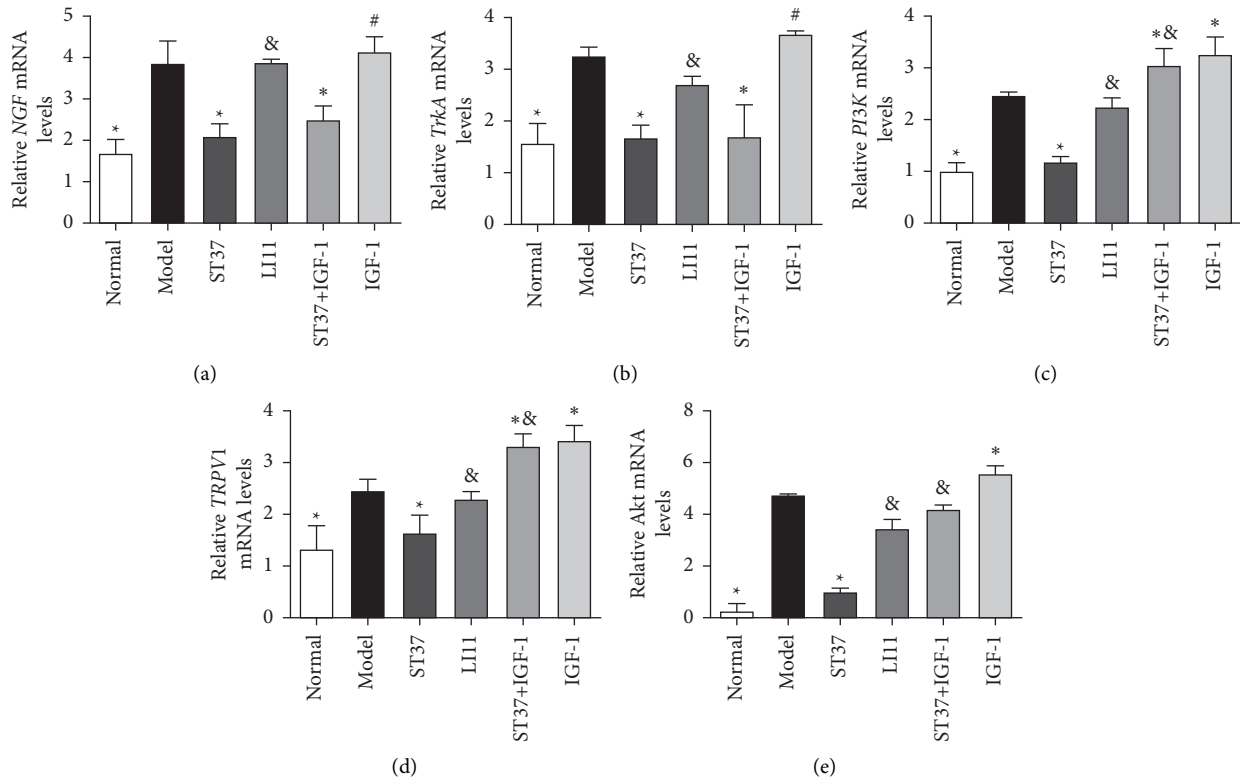 Relative NGF mRNA
levels
5
4
3
2
1
0
*
*
&
*
#
Normal
Model
ST37
LI11
ST37+IGF-1
IGF-1
(a)
Relative TrkA mRNA
levels
4
3
2
1
0
*
*
&
*
#
Normal
Model
ST37
LI11
ST37+IGF-1
IGF-1
(b)
Relative PI3K mRNA
levels
4
3
2
1
0
*
*
&
*&
*
Normal
Model
ST37
LI11
ST37+IGF-1
IGF-1
(c)
Relative TRPV1
mRNA levels
4
3
2
1
0
*
*
&
*&
*
Normal
Model
ST37
LI11
ST37+IGF-1
IGF-1
(d)
Relative Akt mRNA
levels
8
6
4
2
0
*
*
&
&
*
Normal
Model
ST37
LI11
ST37+IGF-1
IGF-1
(e)